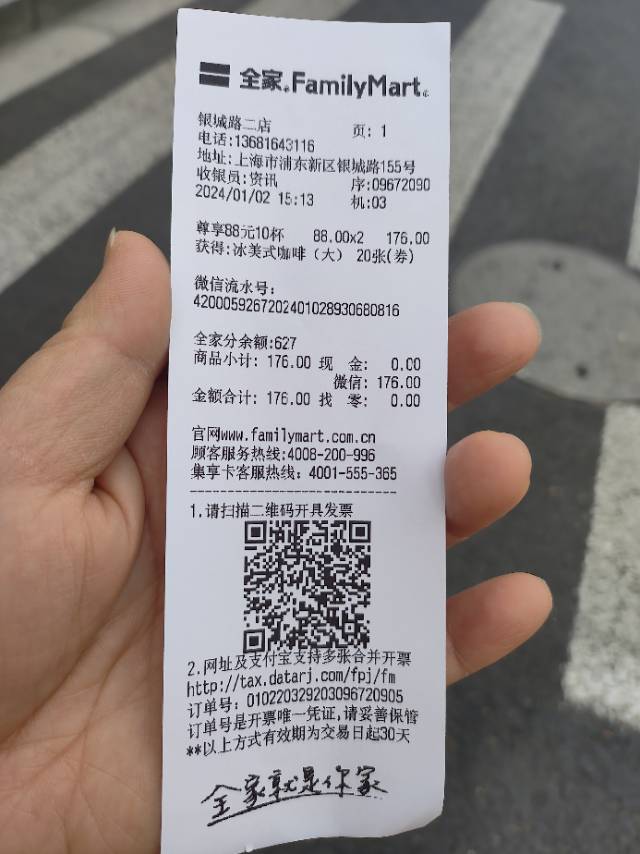 全家 FamilyMart
银城路二店 页: 1
电话:13681643116
地址:上海市浦东新区银城路155号
收银员:资讯 序:09672090
2024/01/02 15:13 机:03
尊享88元10杯 88.00x2 176.00
获得:冰美式咖啡（大） 20张(券)
微信流水号:
4200059267202401028930680816
全家分余额:627
商品小计: 176.00 现 金: 0.00
微信: 176.00
金额合计: 176.00 找 零: 0.00
官网www.familymart.com.cn
顾客服务热线:4008-200-996
集享卡客服热线: 4001-555-365
------------------------------
1.请扫描二维码开具发票
2.网址及支付宝支持多张合并开票
http://tax.datarj.com/fpj/fm
订单号: 010220329203096720905
订单号是开票唯一凭证,请妥善保管
**以上方式有效期为交易日起30天
全家就是你家